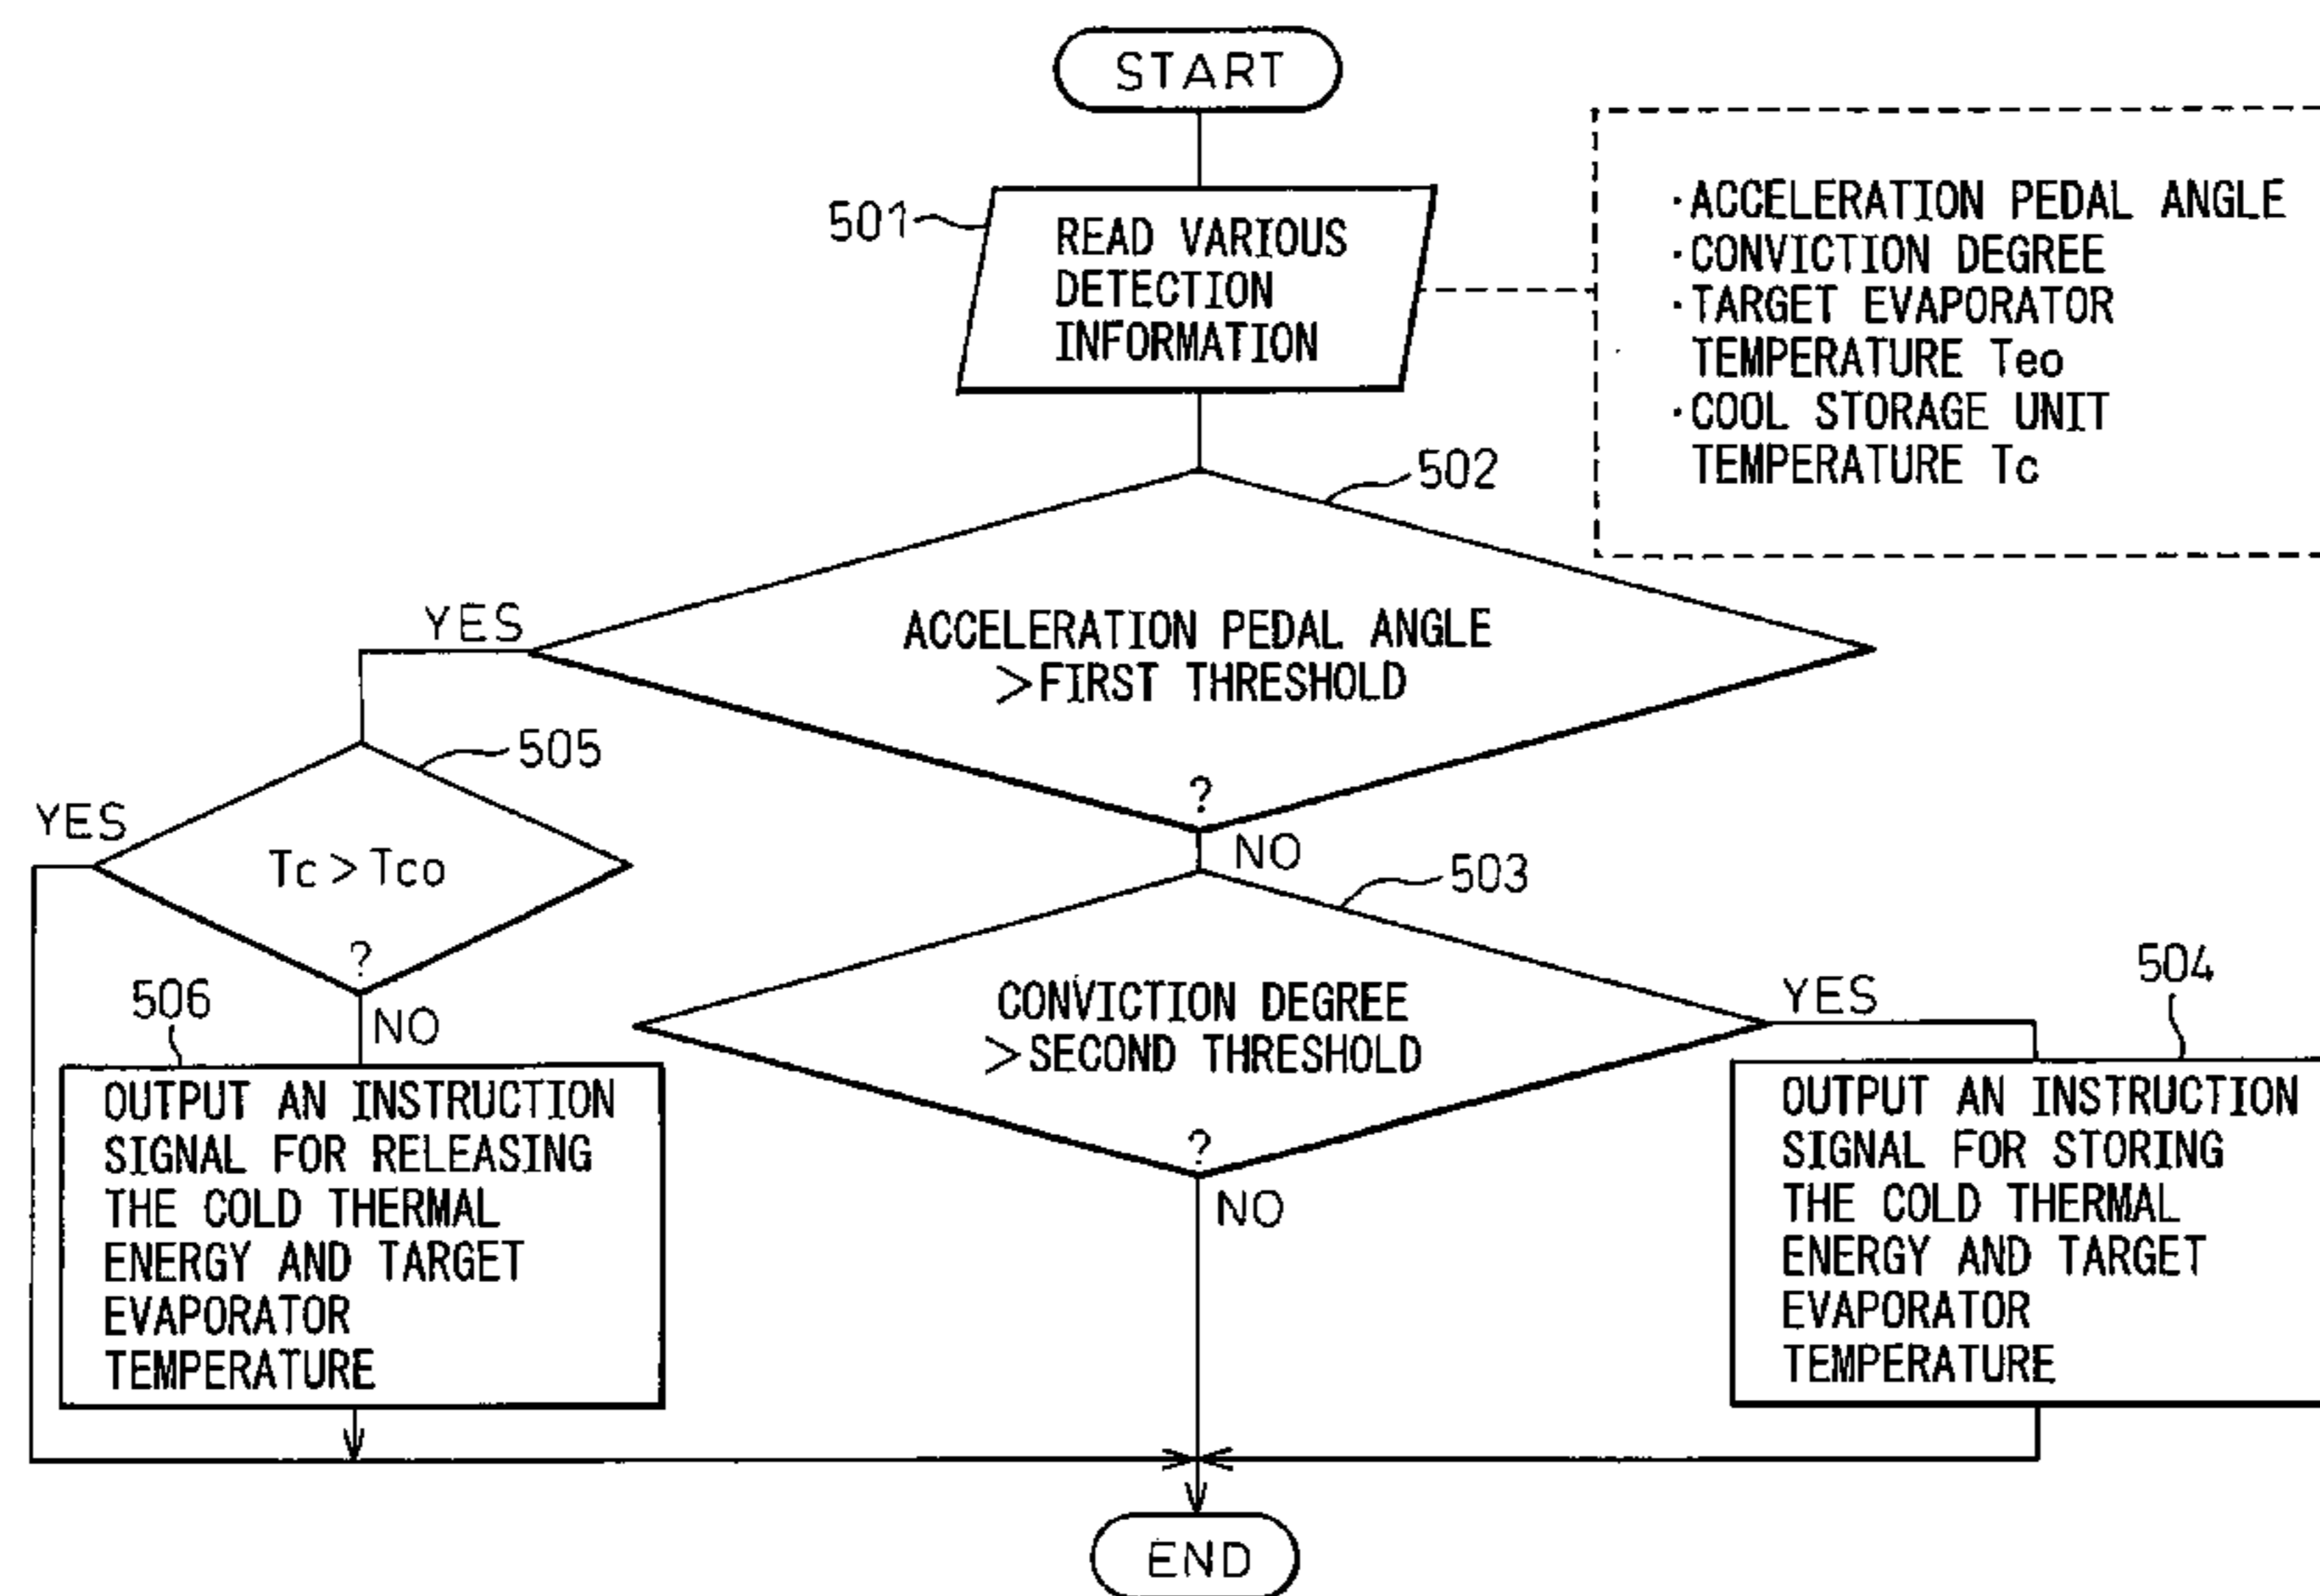 START
501
READ VARIOUS
DETECTION
INFORMATION
·ACCELERATION PEDAL ANGLE
·CONVICTION DEGREE
·TARGET EVAPORATOR
TEMPERATURE Teo
·COOL STORAGE UNIT
TEMPERATURE Tc
502
ACCELERATION PEDAL ANGLE
>FIRST THRESHOLD
?
YES
NO
505
Tc > Tco
?
YES
NO
503
CONVICTION DEGREE
>SECOND THRESHOLD
?
YES
NO
506
OUTPUT AN INSTRUCTION
SIGNAL FOR RELEASING
THE COLD THERMAL
ENERGY AND TARGET
EVAPORATOR
TEMPERATURE
504
OUTPUT AN INSTRUCTION
SIGNAL FOR STORING
THE COLD THERMAL
ENERGY AND TARGET
EVAPORATOR
TEMPERATURE
END